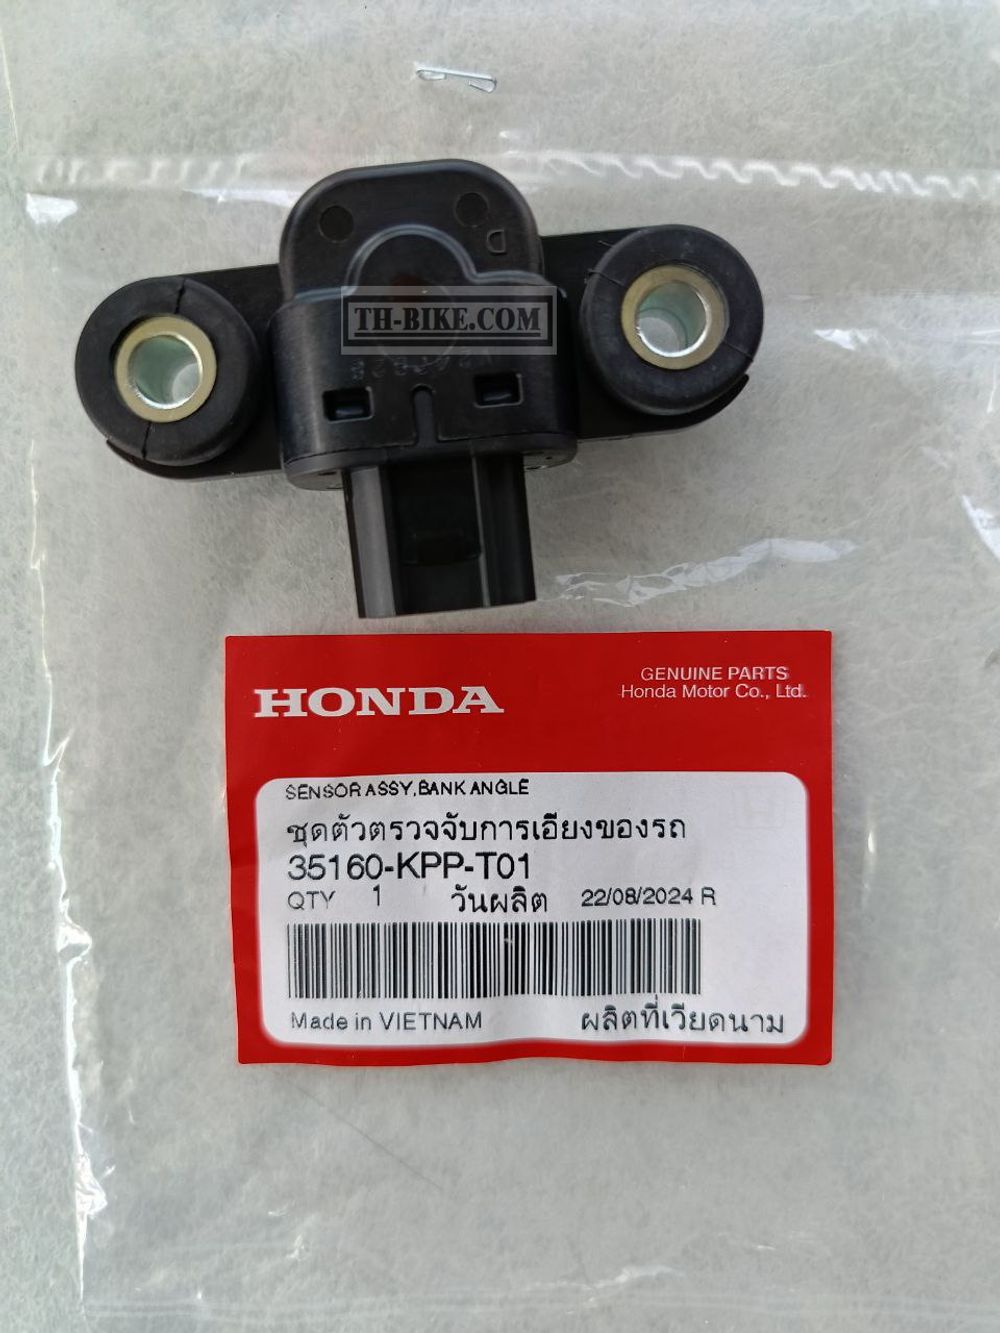 D
TH-BIKE.COM
HONDA
GENUINE PARTS
Honda Motor Co., Ltd.
SENSOR ASSY,BANK ANGLE
ชุดตัวตรวจจับการเอียงของรถ
35160-KPP-T01
QTY 1 วันผลิต 22/08/2024 R
Made in VIETNAM ผลิตที่เวียดนาม